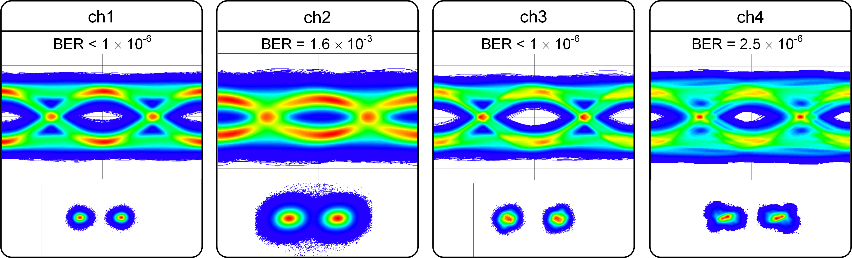 ch1
BER < 1 × 10⁻⁶
ch2
BER = 1.6 × 10⁻³
ch3
BER < 1 × 10⁻⁶
ch4
BER = 2.5 × 10⁻⁶